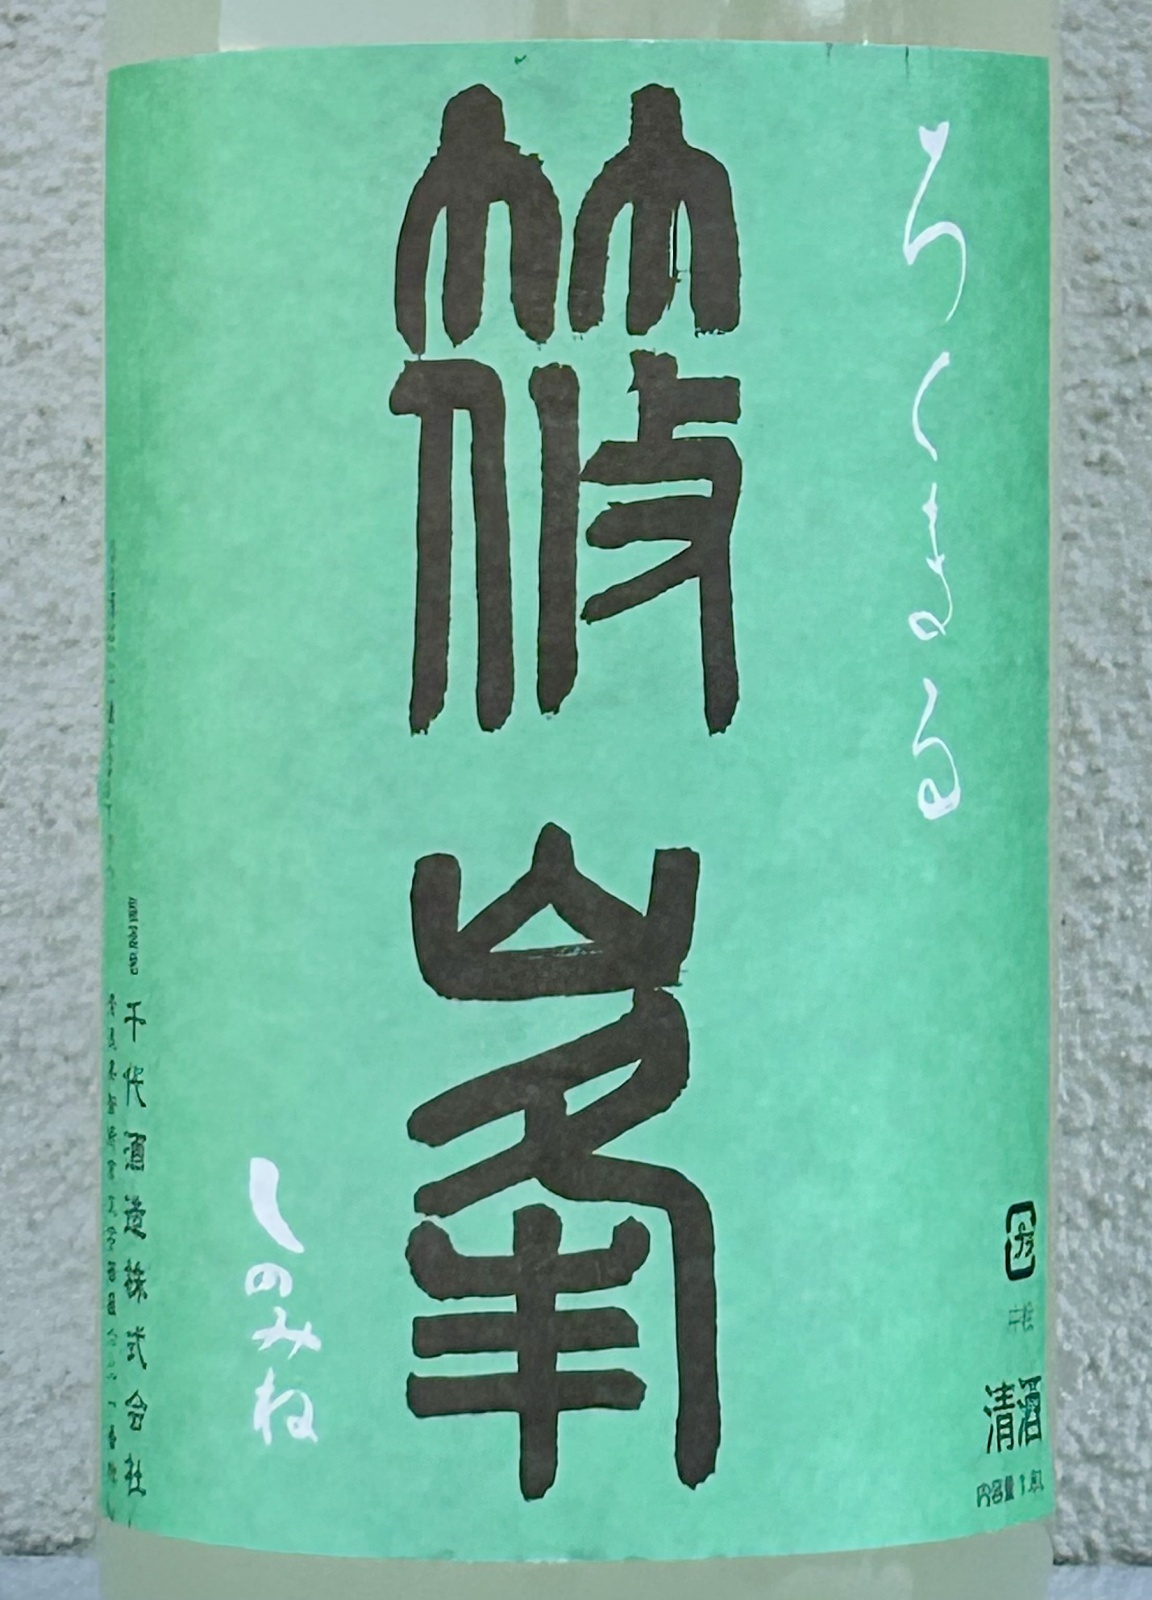 ろくまる
篠峯
しのみね
清酒
千代酒造株式会社